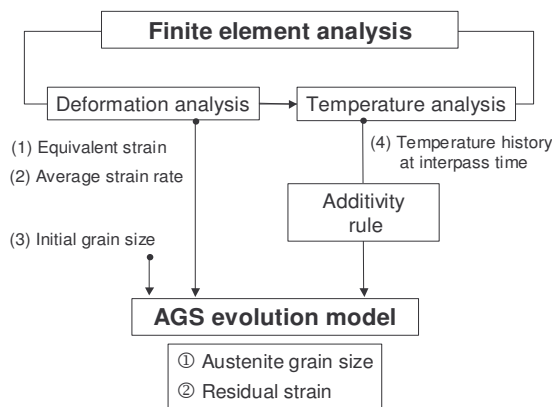 Finite element analysis
Deformation analysis
Temperature analysis
(1) Equivalent strain
(2) Average strain rate
(4) Temperature history
at interpass time
Additivity
rule
(3) Initial grain size
AGS evolution model
① Austenite grain size
② Residual strain